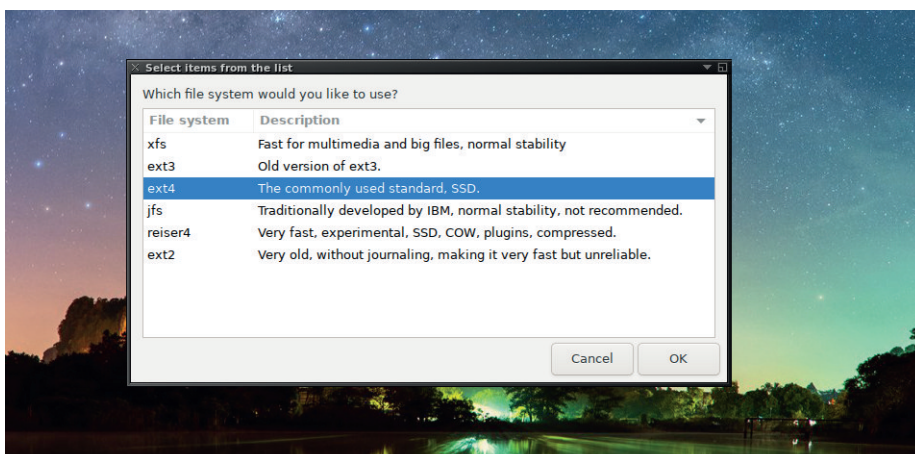 Select items from the list
Which file system would you like to use?
File system Description
xfs Fast for multimedia and big files, normal stability
ext3 Old version of ext3.
ext4 The commonly used standard, SSD.
jfs Traditionally developed by IBM, normal stability, not recommended.
reiser4 Very fast, experimental, SSD, COW, plugins, compressed.
ext2 Very old, without journaling, making it very fast but unreliable.
Cancel OK